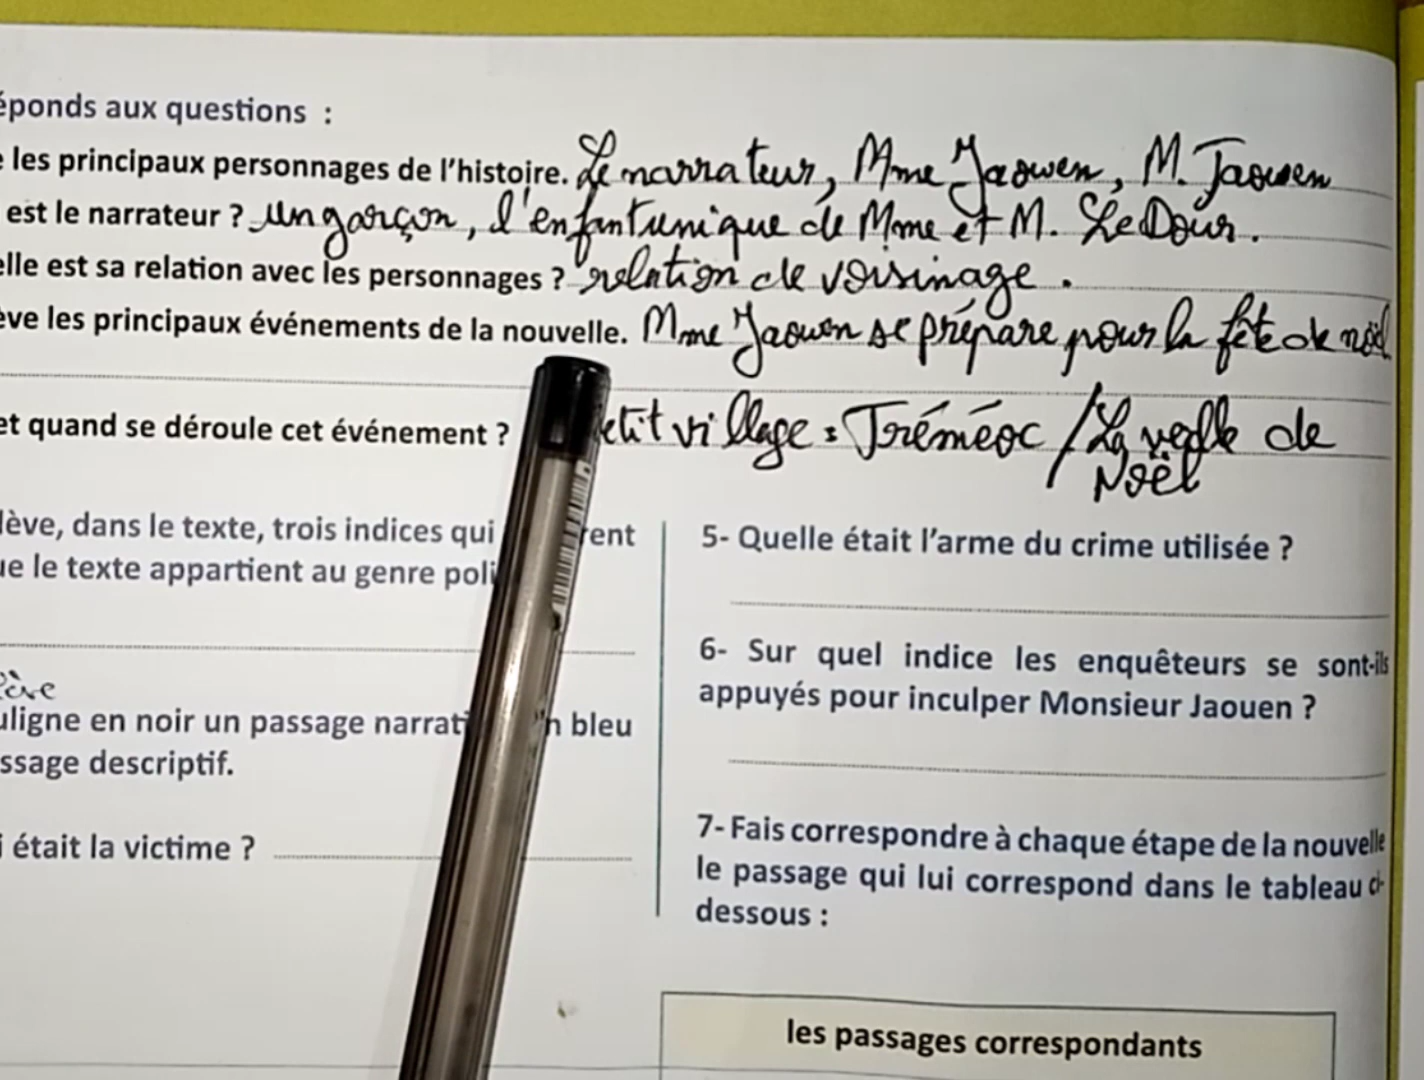 éponds aux questions :
les principaux personnages de l'histoire. Le narrateur, Mme Jaowen, M. Jaouen
est le narrateur ? Un garçon, l'enfant unique de Mme et M. Le Dour.
elle est sa relation avec les personnages ? relation de voisinage.
ève les principaux événements de la nouvelle. Mme Jaouen se prépare pour la fête de noël
et quand se déroule cet événement ? etit village : Tréméoc / La veille de
Noël
lève, dans le texte, trois indices qui rent
ue le texte appartient au genre poli
ève
uligne en noir un passage narrati n bleu
ssage descriptif.
i était la victime ?
5- Quelle était l'arme du crime utilisée ?
6- Sur quel indice les enquêteurs se sont-ils
appuyés pour inculper Monsieur Jaouen ?
7- Fais correspondre à chaque étape de la nouvelle
le passage qui lui correspond dans le tableau ci-
dessous :
les passages correspondants